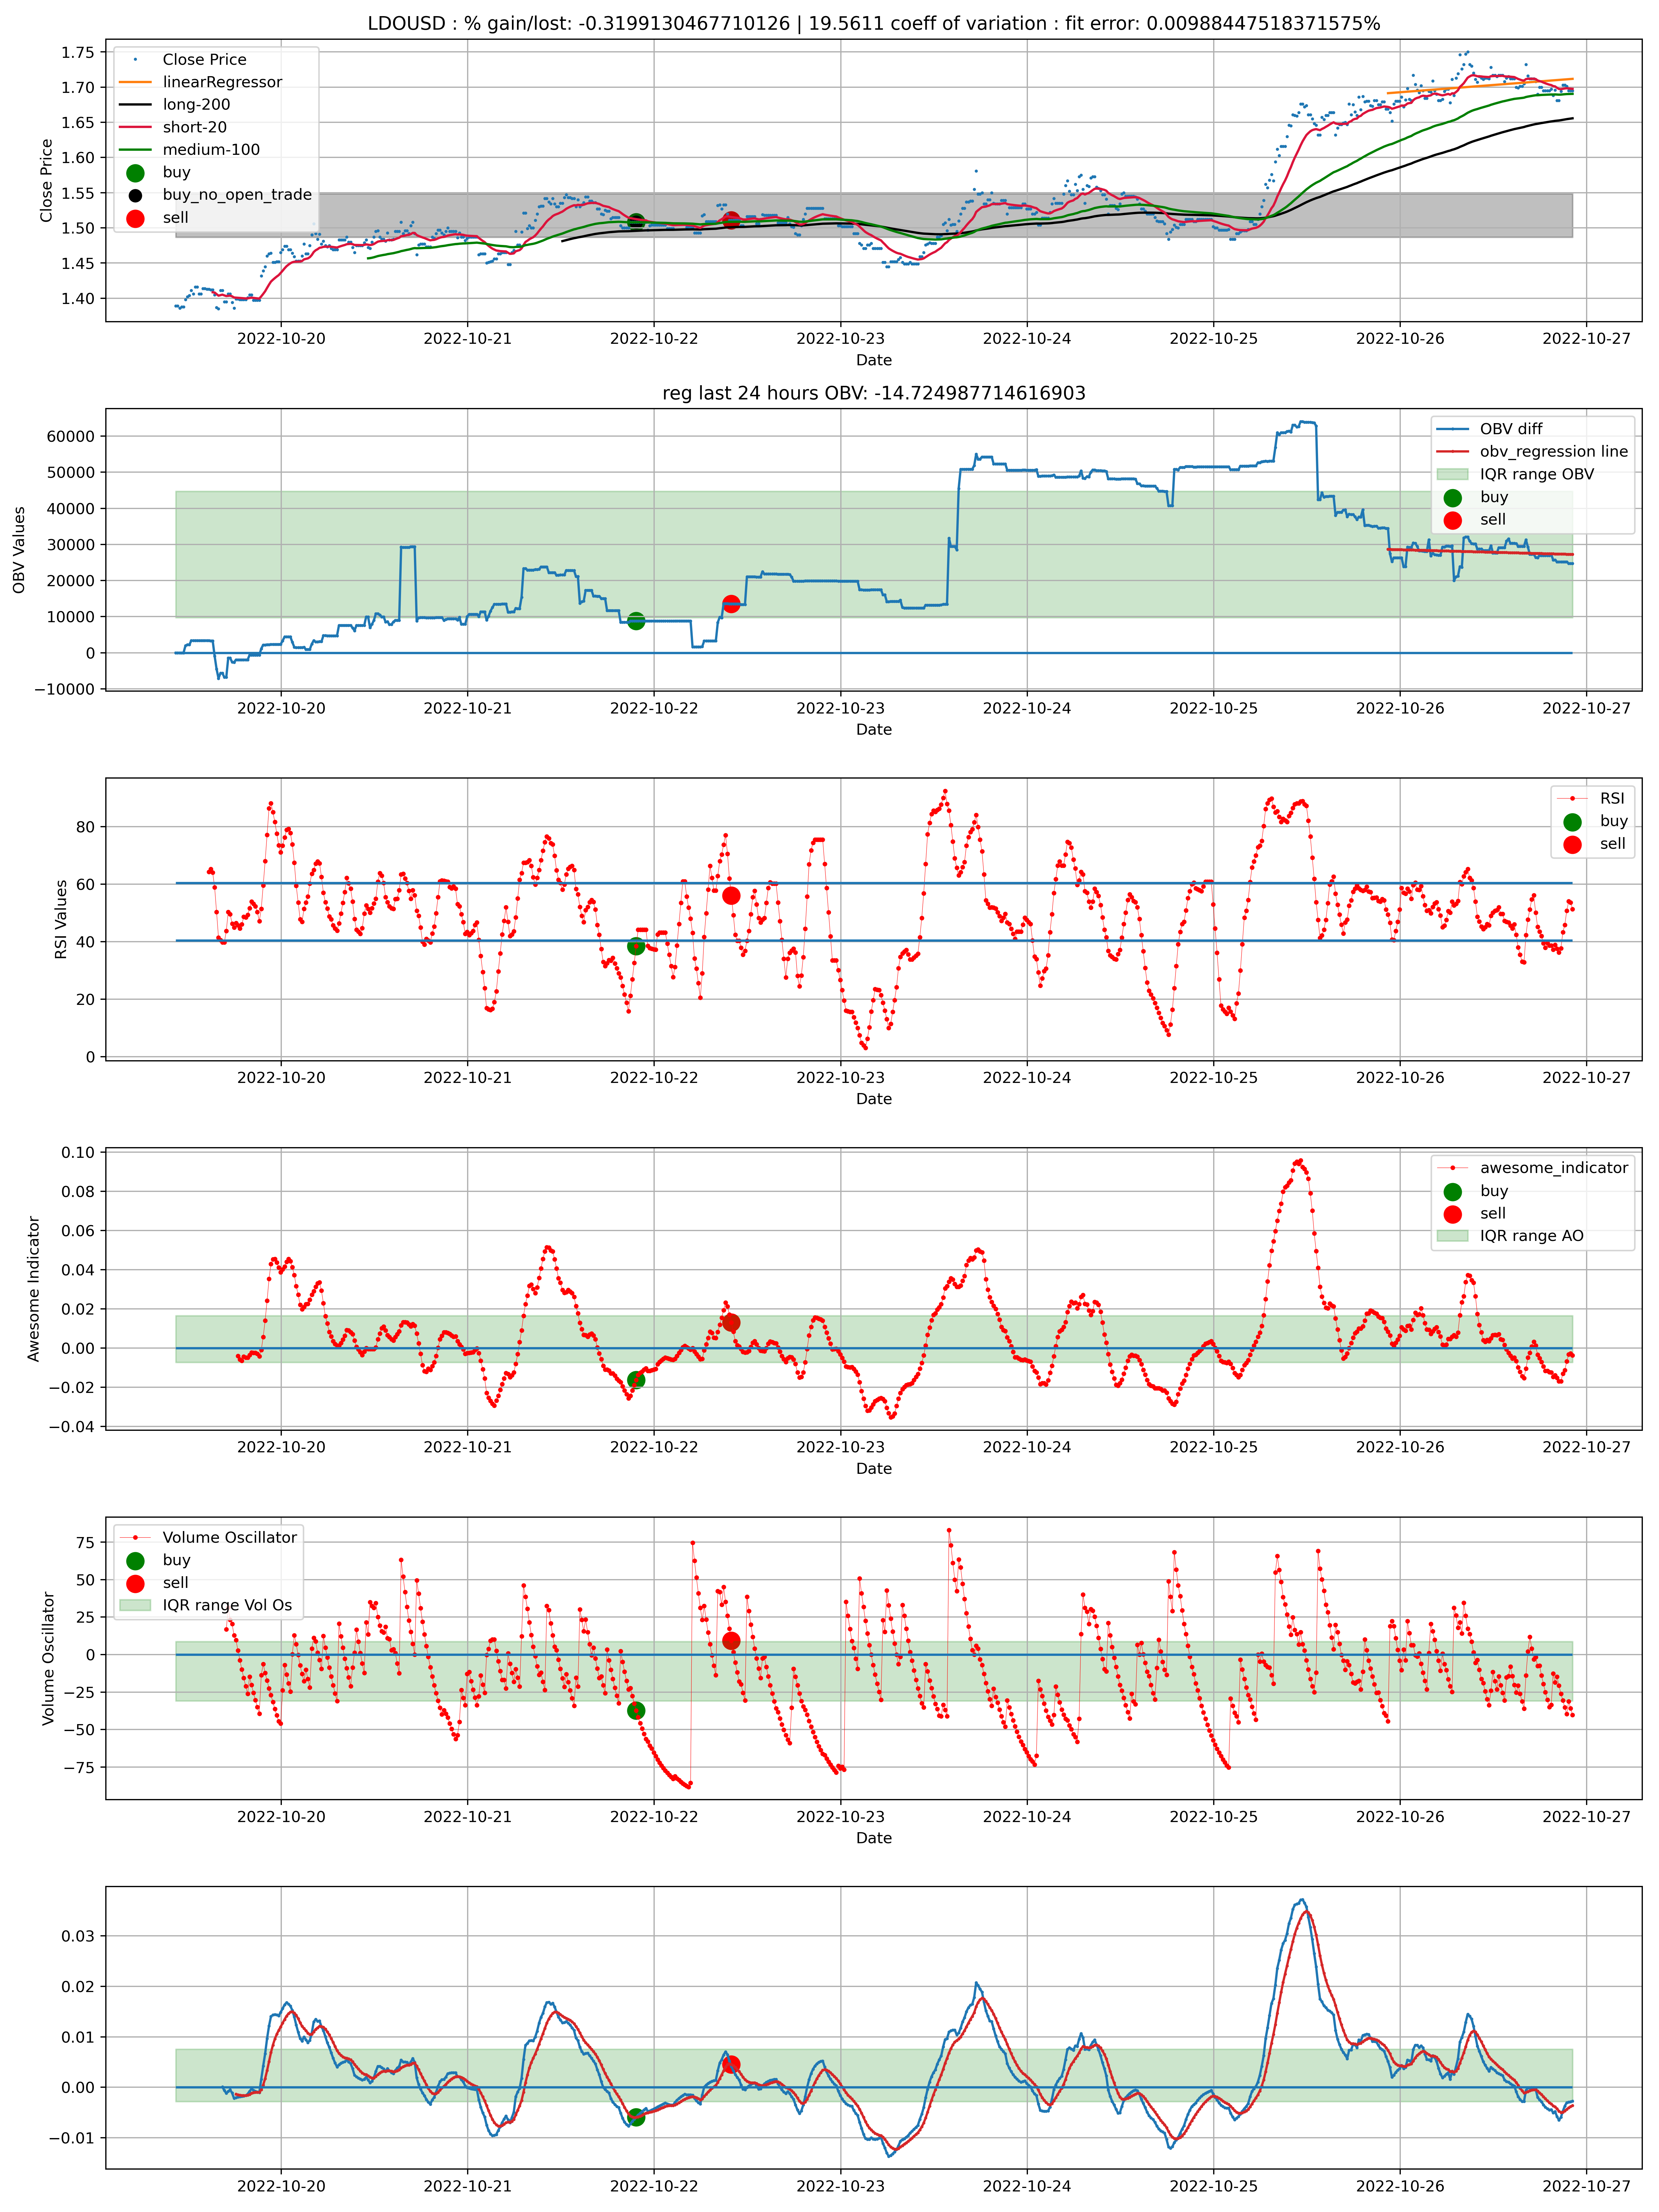 LDOUSD : % gain/lost: -0.3199130467710126 | 19.5611 coeff of variation : fit error: 0.00988447518371575%
Close Price
1.75
1.70
1.65
1.60
1.55
1.50
1.45
1.40
Close Price
linearRegressor
long-200
short-20
medium-100
buy
buy_no_open_trade
sell
2022-10-20 2022-10-21 2022-10-22 2022-10-23 2022-10-24 2022-10-25 2022-10-26 2022-10-27
Date
reg last 24 hours OBV: -14.724987714616903
OBV Values
60000
50000
40000
30000
20000
10000
0
−10000
OBV diff
obv_regression line
IQR range OBV
buy
sell
2022-10-20 2022-10-21 2022-10-22 2022-10-23 2022-10-24 2022-10-25 2022-10-26 2022-10-27
Date
RSI Values
80
60
40
20
0
RSI
buy
sell
2022-10-20 2022-10-21 2022-10-22 2022-10-23 2022-10-24 2022-10-25 2022-10-26 2022-10-27
Date
Awesome Indicator
0.10
0.08
0.06
0.04
0.02
0.00
−0.02
−0.04
awesome_indicator
buy
sell
IQR range AO
2022-10-20 2022-10-21 2022-10-22 2022-10-23 2022-10-24 2022-10-25 2022-10-26 2022-10-27
Date
Volume Oscillator
75
50
25
0
−25
−50
−75
Volume Oscillator
buy
sell
IQR range Vol Os
2022-10-20 2022-10-21 2022-10-22 2022-10-23 2022-10-24 2022-10-25 2022-10-26 2022-10-27
Date
0.03
0.02
0.01
0.00
−0.01
2022-10-20 2022-10-21 2022-10-22 2022-10-23 2022-10-24 2022-10-25 2022-10-26 2022-10-27